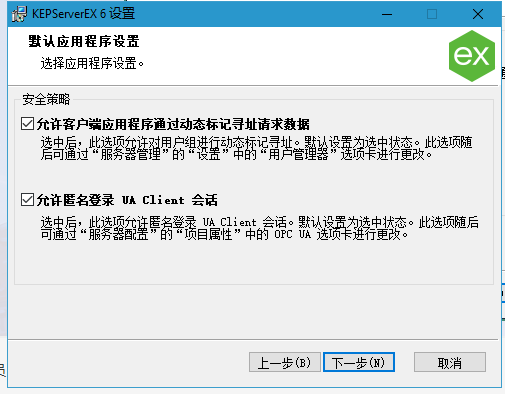 KEPServerEX 6 设置
默认应用程序设置
选择应用程序设置。
ex
安全策略
允许客户端应用程序通过动态标记寻址请求数据
选中后，此选项允许对用户组进行动态标记寻址。默认设置为选中状态。此选项随
后可通过“服务器管理”的“设置”中的“用户管理器”选项卡进行更改。
允许匿名登录 UA Client 会话
选中后，此选项允许匿名登录 UA Client 会话。默认设置为选中状态。此选项随后
可通过“服务器配置”的“项目属性”中的 OPC UA 选项卡进行更改。
上一步(B)
下一步(N)
取消